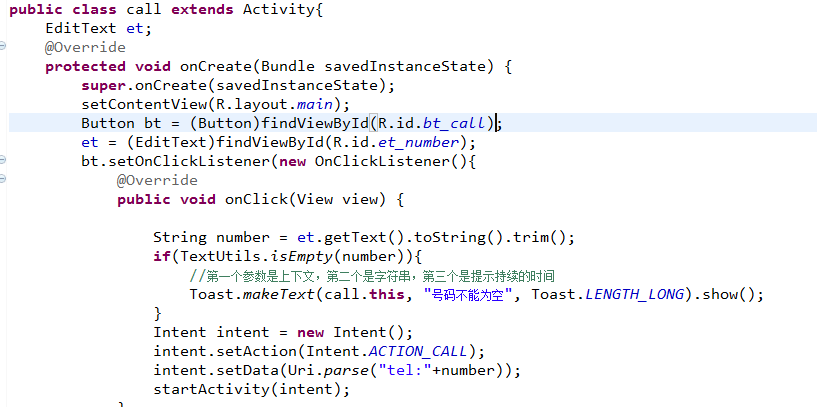 public class call extends Activity{
EditText et;
@Override
protected void onCreate(Bundle savedInstanceState) {
super.onCreate(savedInstanceState);
setContentView(R.layout.main);
Button bt = (Button)findViewById(R.id.bt_call);
et = (EditText)findViewById(R.id.et_number);
bt.setOnClickListener(new OnClickListener(){
@Override
public void onClick(View view) {
String number = et.getText().toString().trim();
if(TextUtils.isEmpty(number)){
//第一个参数是上下文，第二个是字符串，第三个是提示持续的时间
Toast.makeText(call.this, "号码不能为空", Toast.LENGTH_LONG).show();
}
Intent intent = new Intent();
intent.setAction(Intent.ACTION_CALL);
intent.setData(Uri.parse("tel:"+number));
startActivity(intent);
}